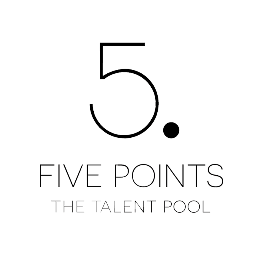 5.
FIVE POINTS
THE TALENT POOL